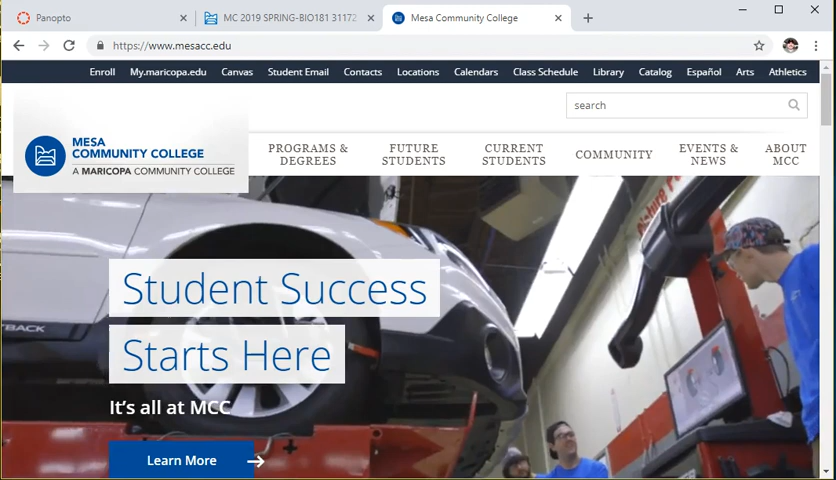 Panopto
MC 2019 SPRING-BIO181 31172
Mesa Community College
https://www.mesacc.edu
Enroll My.maricopa.edu Canvas Student Email Contacts Locations Calendars Class Schedule Library Catalog Español Arts Athletics
search
MESA
COMMUNITY COLLEGE
A MARICOPA COMMUNITY COLLEGE
PROGRAMS &
DEGREES
FUTURE
STUDENTS
CURRENT
STUDENTS
COMMUNITY
EVENTS &
NEWS
ABOUT
MCC
Student Success
Starts Here
It's all at MCC
Learn More